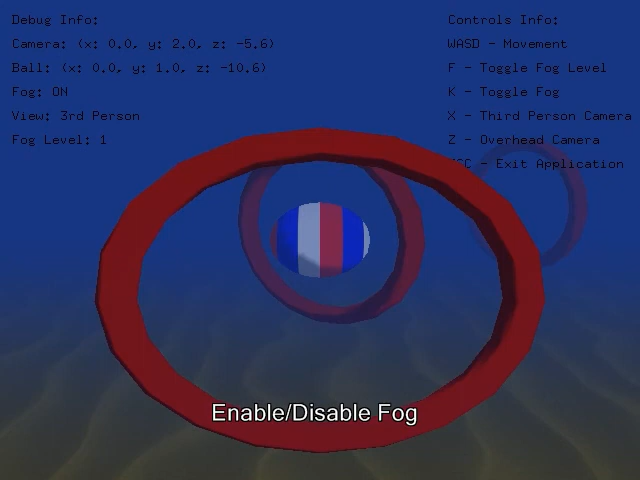 Debug Info:
Camera: (x: 0.0, y: 2.0, z: -5.6)
Ball: (x: 0.0, y: 1.0, z: -10.6)
Fog: ON
View: 3rd Person
Fog Level: 1
Controls Info:
WASD - Movement
F - Toggle Fog Level
K - Toggle Fog
X - Third Person Camera
Z - Overhead Camera
ESC - Exit Application
Enable/Disable Fog